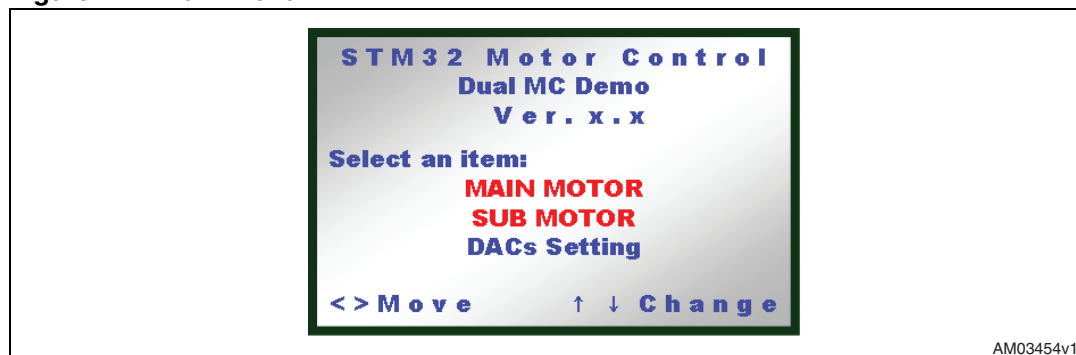 STM32 Motor Control
Dual MC Demo
Ver. x.x
Select an item:
MAIN MOTOR
SUB MOTOR
DACs Setting
<>Move ↑ ↓ Change
AM03454v1